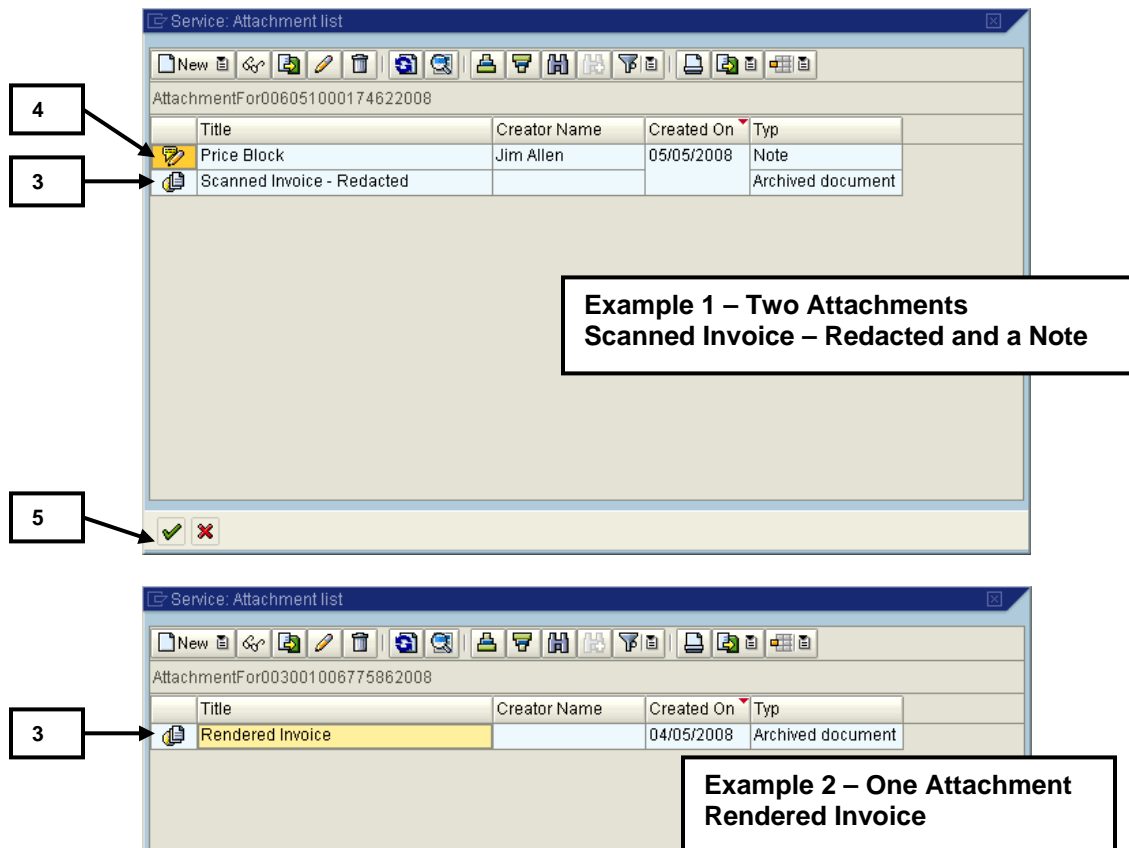 Service: Attachment list
New
AttachmentFor006051000174622008
4
Title Creator Name Created On Typ
Price Block Jim Allen 05/05/2008 Note
3
Scanned Invoice - Redacted Archived document
Example 1 – Two Attachments
Scanned Invoice – Redacted and a Note
5
Service: Attachment list
New
AttachmentFor003001006775862008
Title Creator Name Created On Typ
3
Rendered Invoice 04/05/2008 Archived document
Example 2 – One Attachment
Rendered Invoice